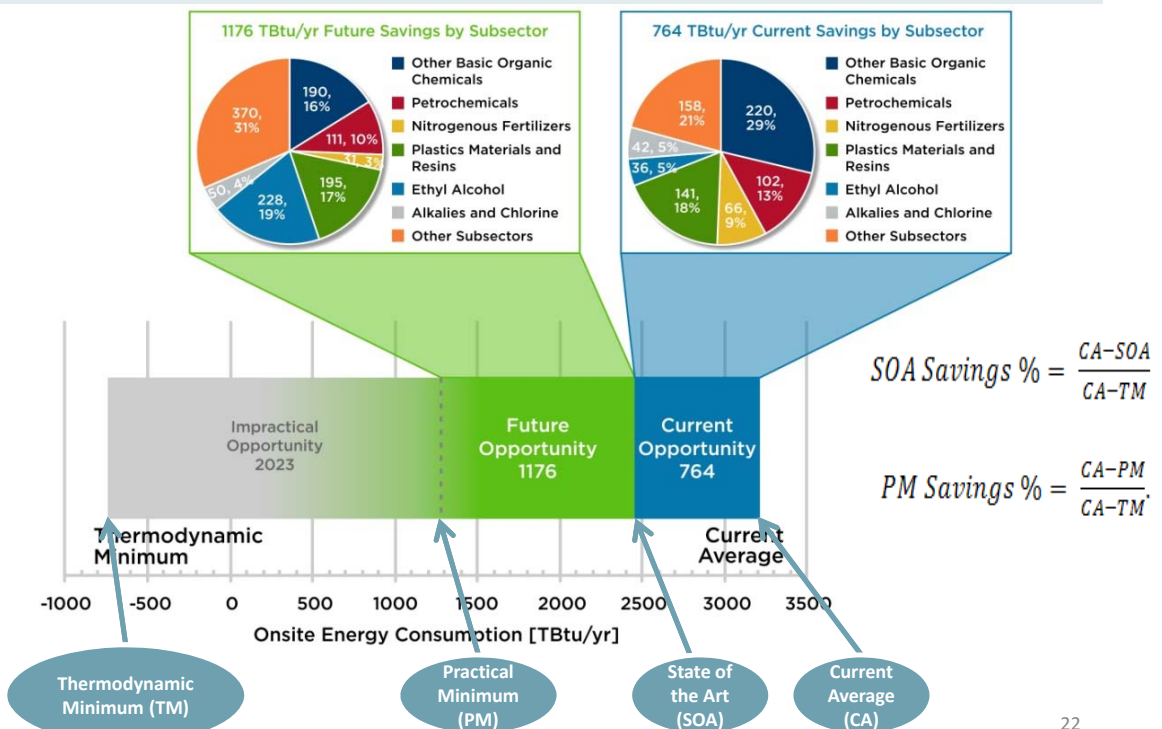 1176 TBtu/yr Future Savings by Subsector
190,
16%
111, 10%
31, 3%
195,
17%
228,
19%
50, 4%
370,
31%
Other Basic Organic
Chemicals
Petrochemicals
Nitrogenous Fertilizers
Plastics Materials and
Resins
Ethyl Alcohol
Alkalies and Chlorine
Other Subsectors
764 TBtu/yr Current Savings by Subsector
220,
29%
102,
13%
66,
9%
141,
18%
36, 5%
42, 5%
158,
21%
Other Basic Organic
Chemicals
Petrochemicals
Nitrogenous Fertilizers
Plastics Materials and
Resins
Ethyl Alcohol
Alkalies and Chlorine
Other Subsectors
Impractical
Opportunity
2023
Future
Opportunity
1176
Current
Opportunity
764
SOA Savings % = CA−SOA
CA−TM
PM Savings % = CA−PM
CA−TM.
Thermodynamic
Minimum
Current
Average
-1000 -500 0 500 1000 1500 2000 2500 3000 3500
Onsite Energy Consumption [TBtu/yr]
Thermodynamic
Minimum (TM)
Practical
Minimum
(PM)
State of
the Art
(SOA)
Current
Average
(CA)
22